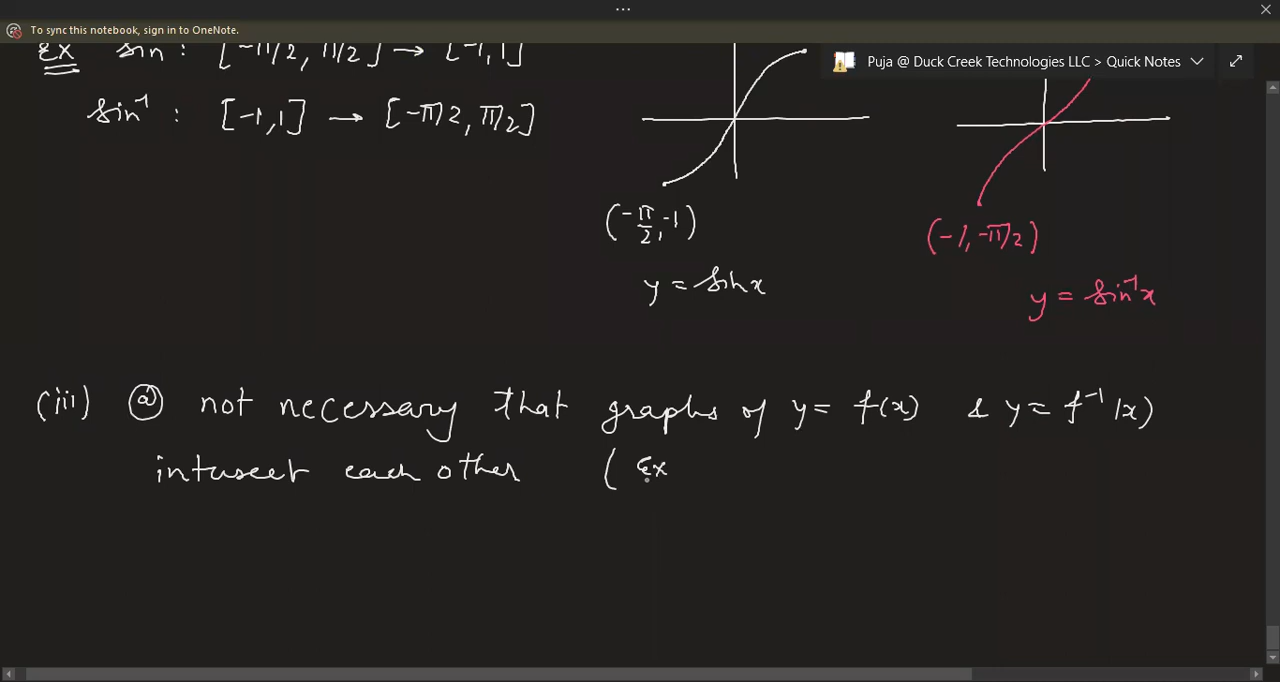 ...
To sync this notebook, sign in to OneNote.
Puja @ Duck Creek Technologies LLC > Quick Notes
Ex sin : [-π/2, π/2] → [-1,1]
sin⁻¹ : [-1,1] → [-π/2, π/2]
(-π/2, -1)
y = sin x
(-1, -π/2)
y = sin⁻¹x
(iii) ⓐ not necessary that graphs of y = f(x) & y = f⁻¹(x)
intersect each other ( Ex